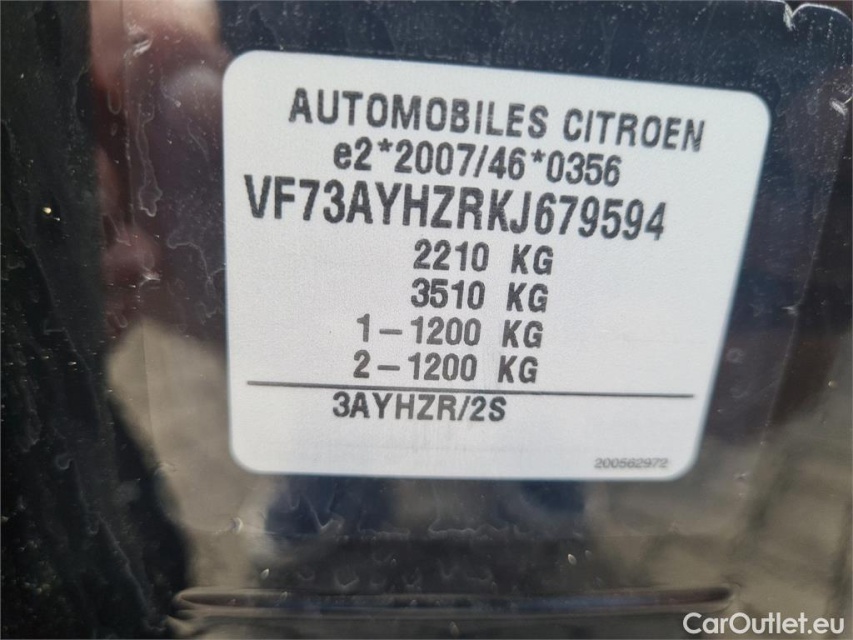 AUTOMOBILES CITROEN
e2*2007/46*0356
VF73AYHZRKJ679594
2210 KG
3510 KG
1-1200 KG
2-1200 KG
3AYHZR/2S
200562972
CarOutlet.eu